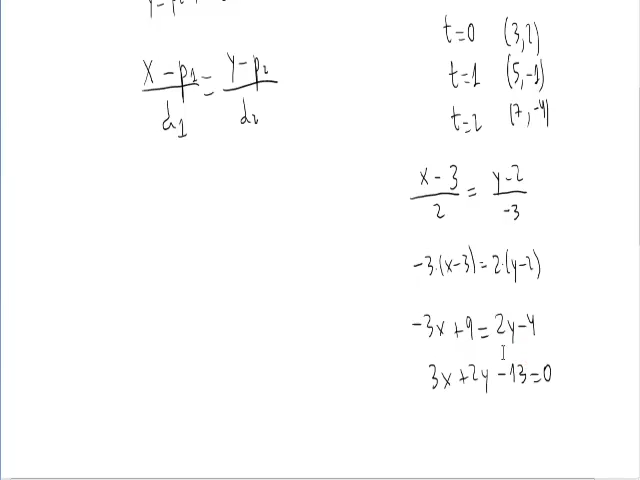 x-p1/d1 = y-p2/d2
t=0 (3,2)
t=1 (5,-1)
t=2 (7,-4)
x-3/2 = y-2/-3
-3·(x-3)=2·(y-2)
-3x+9=2y-4
3x+2y-13=0